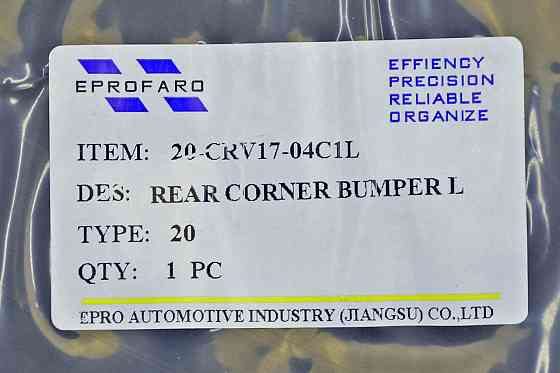 EPROFARO
EFFIENCY
PRECISION
RELIABLE
ORGANIZE
ITEM: 20-CRV17-04C1L
DES: REAR CORNER BUMPER L
TYPE: 20
QTY: 1 PC
EPRO AUTOMOTIVE INDUSTRY (JIANGSU) CO.,LTD